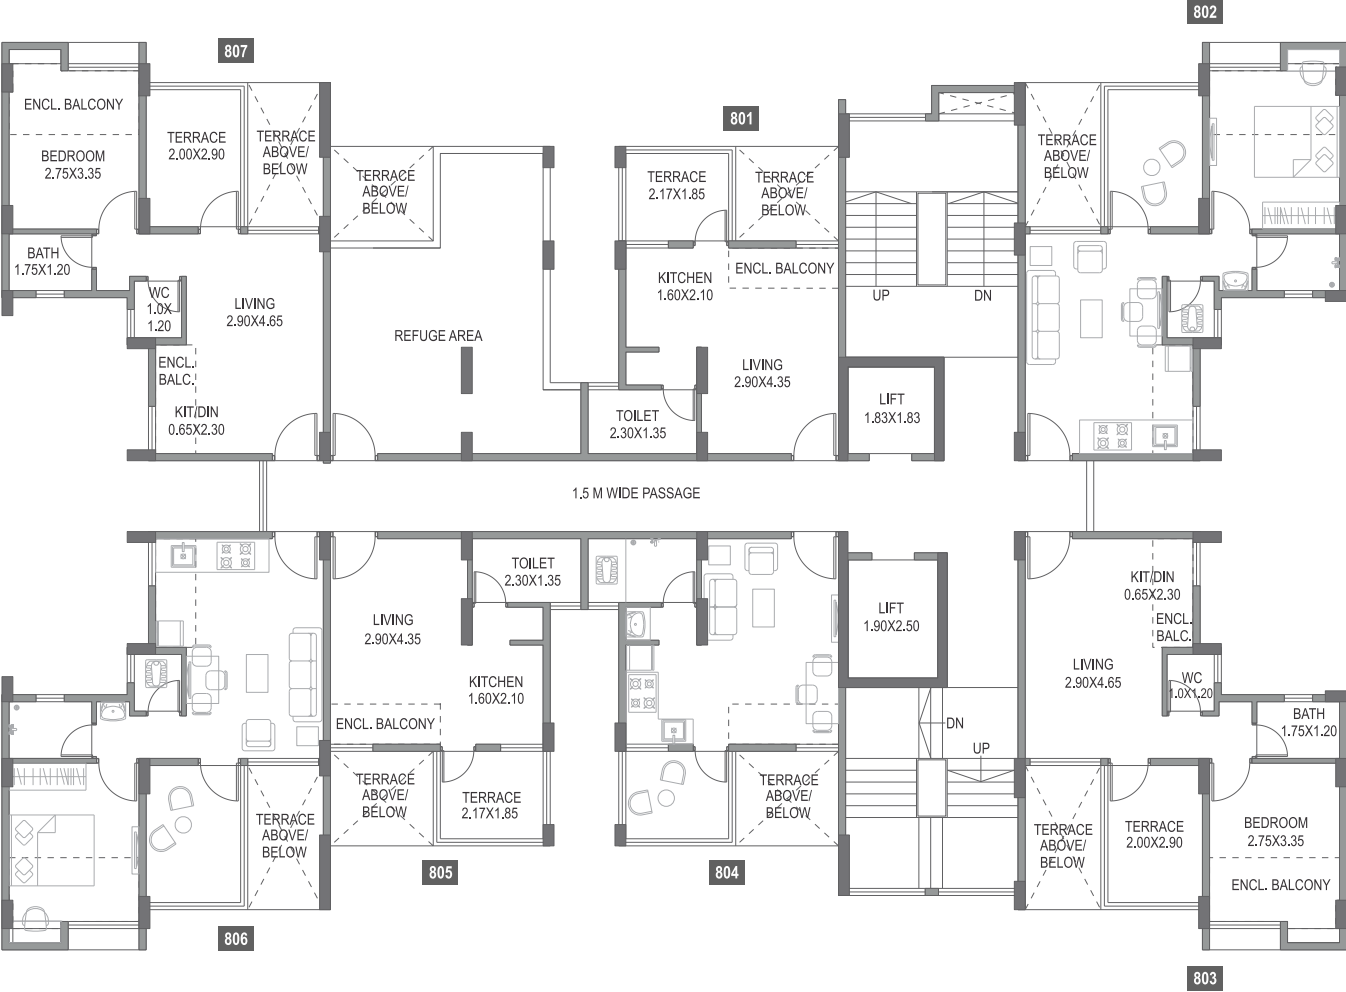 802
807
ENCL. BALCONY
BEDROOM
2.75X3.35
TERRACE
2.00X2.90
TERRACE
ABOVE/
BELOW
801
TERRACE
ABOVE/
BELOW
TERRACE
2.17X1.85
TERRACE
ABOVE/
BELOW
TERRACE
ABOVE/
BELOW
BATH
1.75X1.20
WC
1.0X
1.20
LIVING
2.90X4.65
KITCHEN
1.60X2.10
ENCL. BALCONY
UP
DN
REFUGE AREA
ENCL.
BALC.
KIT/DIN
0.65X2.30
LIVING
2.90X4.35
TOILET
2.30X1.35
LIFT
1.83X1.83
1.5 M WIDE PASSAGE
TOILET
2.30X1.35
LIVING
2.90X4.35
KITCHEN
1.60X2.10
ENCL. BALCONY
LIFT
1.90X2.50
KIT/DIN
0.65X2.30
ENCL.
BALC.
LIVING
2.90X4.65
WC
1.0X1.20
BATH
1.75X1.20
DN
UP
TERRACE
ABOVE/
BELOW
TERRACE
ABOVE/
BELOW
TERRACE
2.17X1.85
TERRACE
ABOVE/
BELOW
TERRACE
ABOVE/
BELOW
TERRACE
2.00X2.90
BEDROOM
2.75X3.35
ENCL. BALCONY
805
804
806
803